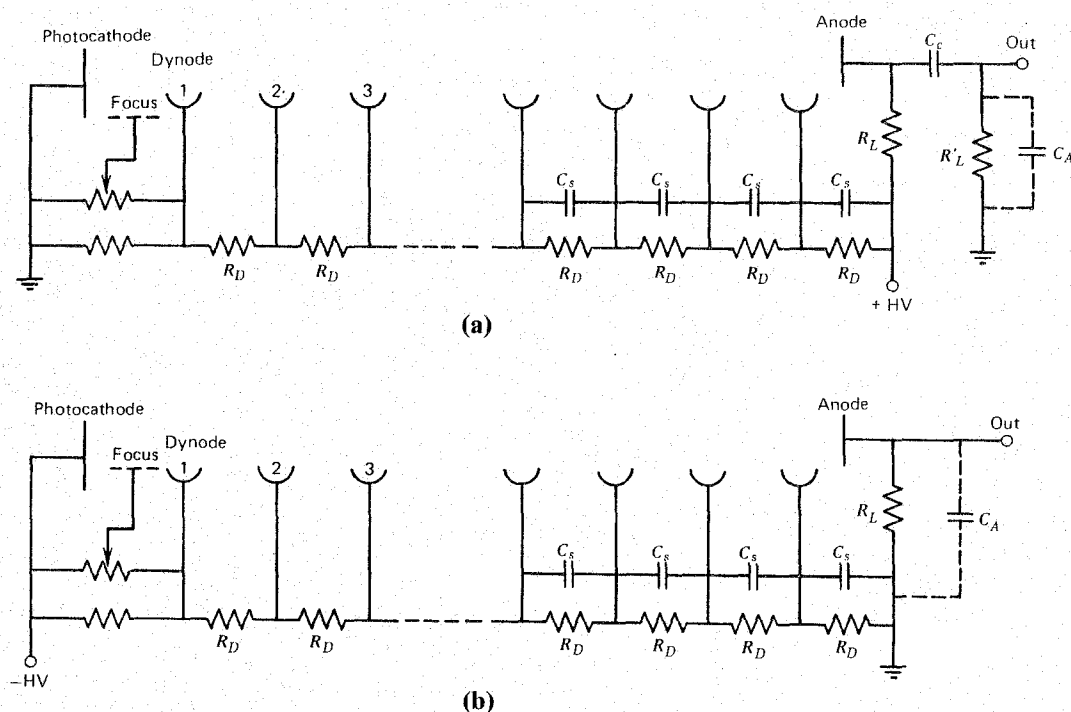 Photocathode
Dynode
Focus
1
2
3
Anode
C_c
Out
R_L
R'_L
C_A
C_s
C_s
C_s
C_s
R_D
R_D
R_D
R_D
R_D
R_D
+ HV
(a)
Photocathode
Dynode
Focus
1
2
3
Anode
Out
R_L
C_A
C_s
C_s
C_s
C_s
R_D
R_D
R_D
R_D
R_D
R_D
−HV
(b)